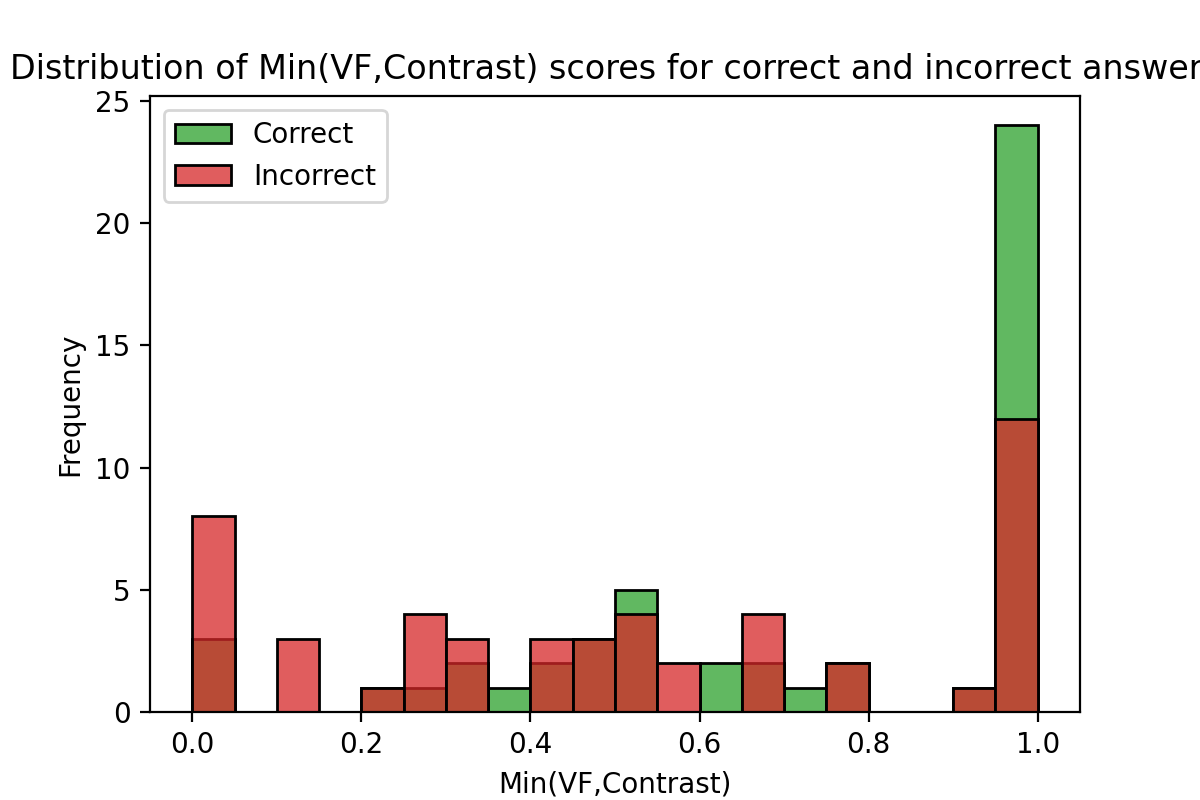 Distribution of Min(VF,Contrast) scores for correct and incorrect answer
Correct
Incorrect
Frequency
25
20
15
10
5
0
0.0 0.2 0.4 0.6 0.8 1.0
Min(VF,Contrast)